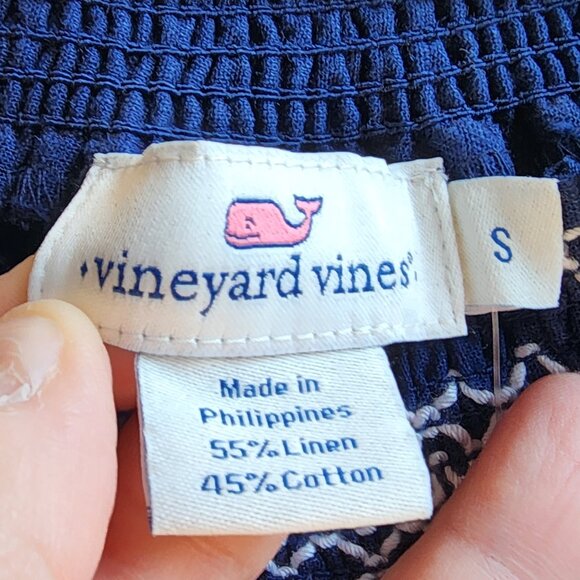 vineyard vines®
S
Made in
Philippines
55% Linen
45% Cotton